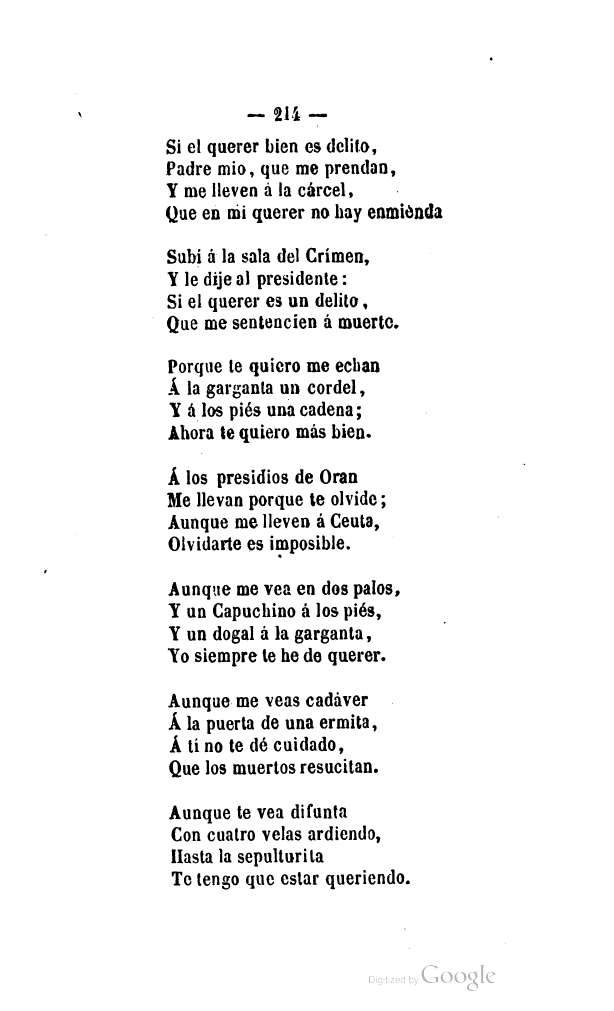 — 214 —
Si el querer bien es delito,
Padre mio, que me prendan,
Y me lleven á la cárcel,
Que en mi querer no hay enmiénda
Subi á la sala del Crímen,
Y le dije al presidente:
Si el querer es un delito,
Que me sentencien á muerte.
Porque te quiero me echan
Á la garganta un cordel,
Y á los piés una cadena;
Ahora te quiero más bien.
Á los presidios de Oran
Me llevan porque te olvide;
Aunque me lleven á Ceuta,
Olvidarte es imposible.
Aunque me vea en dos palos,
Y un Capuchino á los piés,
Y un dogal á la garganta,
Yo siempre te he de querer.
Aunque me veas cadáver
Á la puerta de una ermita,
Á tí no te dé cuidado,
Que los muertos resucitan.
Aunque te vea difunta
Con cuatro velas ardiendo,
Hasta la sepulturita
Te tengo que estar queriendo.
Digitized by Google